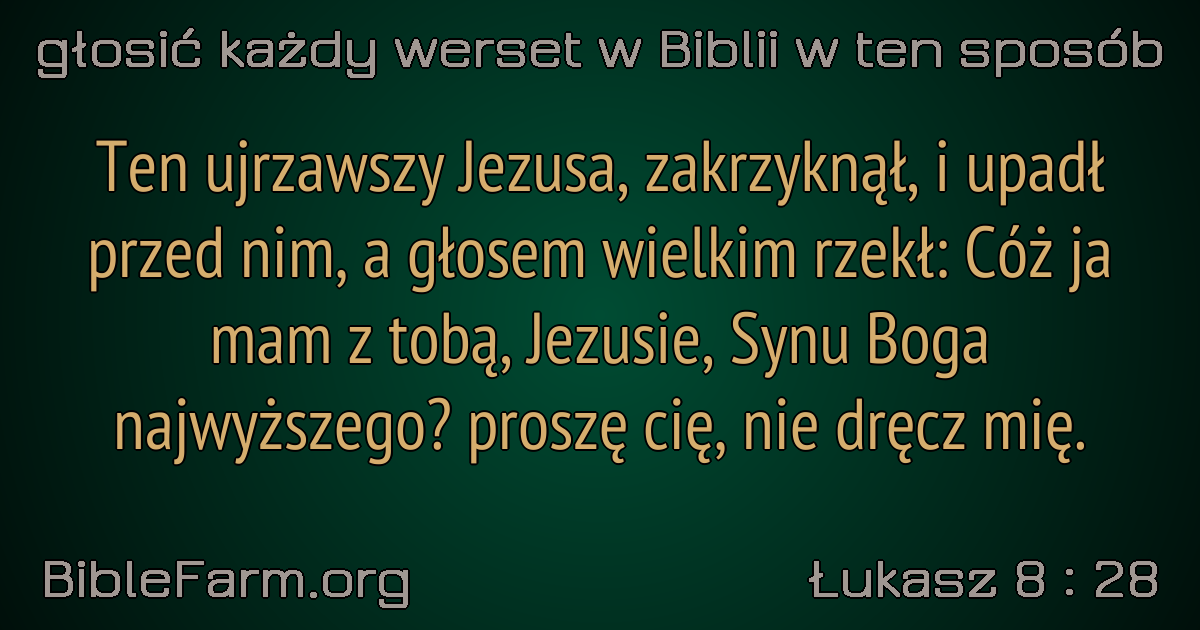 głosić każdy werset w Biblii w ten sposób
Ten ujrzawszy Jezusa, zakrzyknął, i upadł
przed nim, a głosem wielkim rzekł: Cóż ja
mam z tobą, Jezusie, Synu Boga
najwyższego? proszę cię, nie dręcz mię.
BibleFarm.org
Łukasz 8 : 28